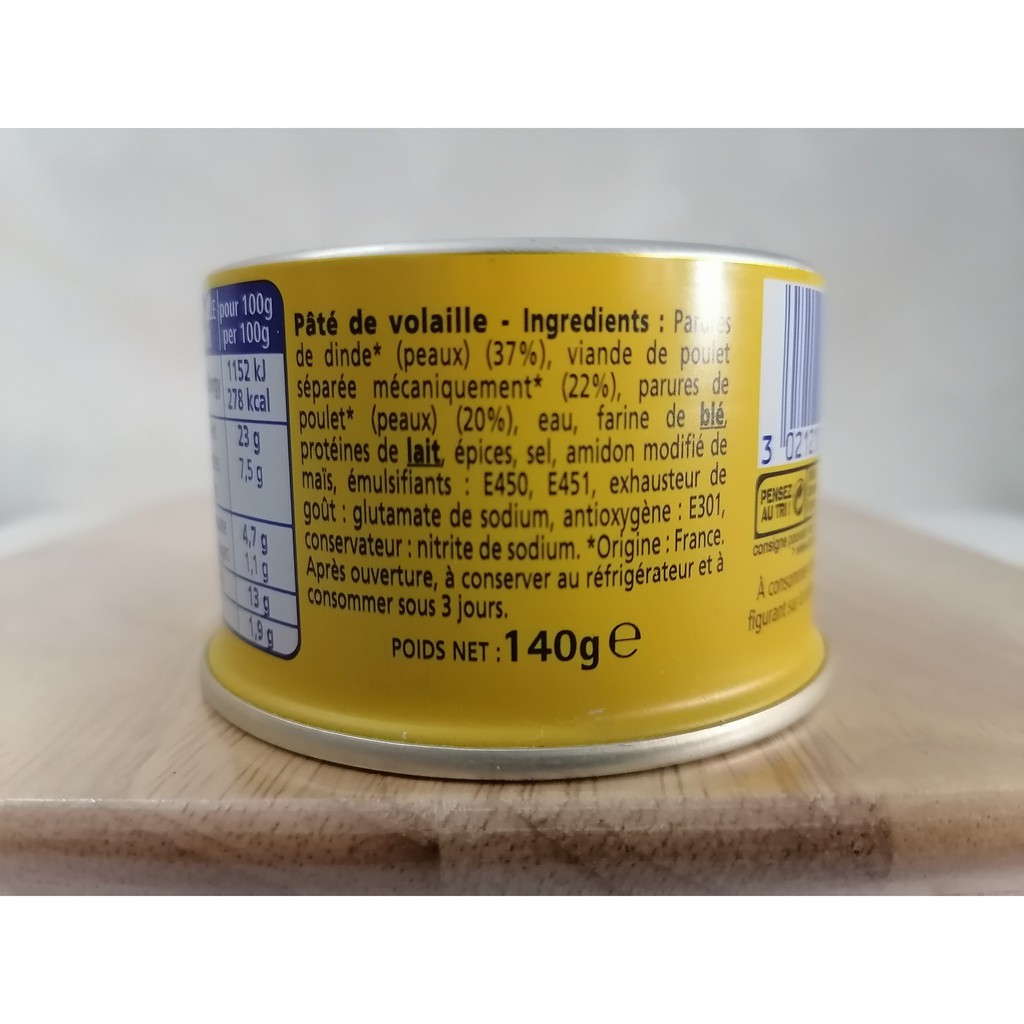 pour 100g
per 100g
1152 kJ
278 kcal
23 g
7,5 g
4,7 g
1,1 g
13 g
1,9 g
Pâté de volaille - Ingredients : Parures
de dinde* (peaux) (37%), viande de poulet
séparée mécaniquement* (22%), parures de
poulet* (peaux) (20%), eau, farine de blé,
protéines de lait, épices, sel, amidon modifié de
maïs, émulsifiants : E450, E451, exhausteur de
goût : glutamate de sodium, antioxygène : E301,
conservateur : nitrite de sodium. *Origine : France.
Après ouverture, à conserver au réfrigérateur et à
consommer sous 3 jours.
POIDS NET : 140g e
PENSEZ
AU TRI !
consigne
À
figurant